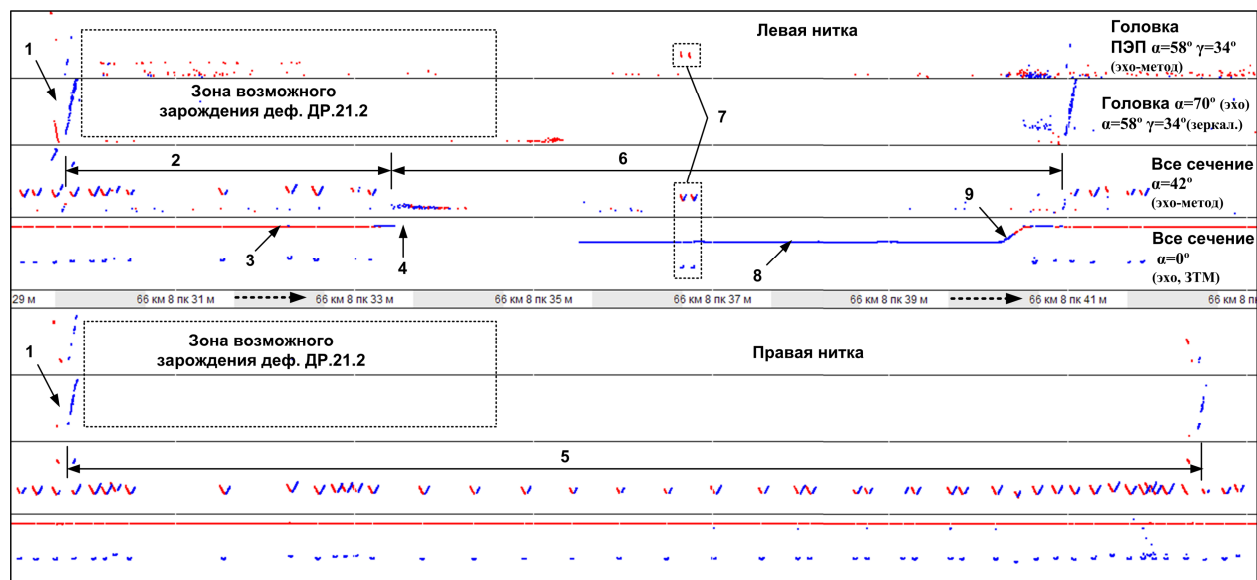 Левая нитка
Головка
ПЭП α=58° γ=34°
(эхо-метод)
1
Зона возможного
зарождения деф. ДР.21.2
7
Головка α=70° (эхо)
α=58° γ=34°(зеркал.)
2
6
Все сечение
α=42°
(эхо-метод)
9
3
4
8
Все сечение
α=0°
(эхо, ЗТМ)
29 м
66 км 8 пк 31 м
66 км 8 пк 33 м
66 км 8 пк 35 м
66 км 8 пк 37 м
66 км 8 пк 39 м
66 км 8 пк 41 м
66 км 8 п
1
Зона возможного
зарождения деф. ДР.21.2
Правая нитка
5